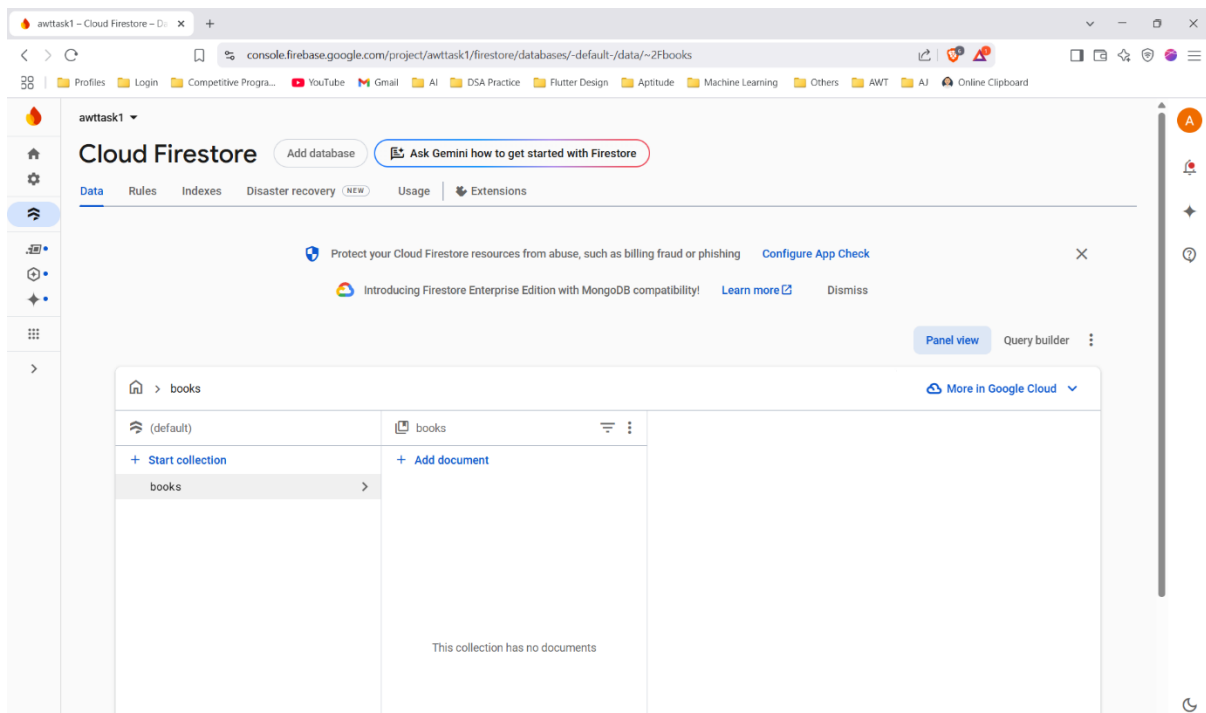 awttask1 – Cloud Firestore – Da
console.firebase.google.com/project/awttask1/firestore/databases/-default-/data/~2Fbooks
Profiles Login Competitive Progra... YouTube Gmail AI DSA Practice Flutter Design Aptitude Machine Learning Others AWT AJ Online Clipboard
awttask1
A
Cloud Firestore Add database Ask Gemini how to get started with Firestore
Data Rules Indexes Disaster recovery NEW Usage Extensions
Protect your Cloud Firestore resources from abuse, such as billing fraud or phishing Configure App Check
Introducing Firestore Enterprise Edition with MongoDB compatibility! Learn more Dismiss
Panel view Query builder
> books More in Google Cloud
(default) books
+ Start collection + Add document
books
This collection has no documents